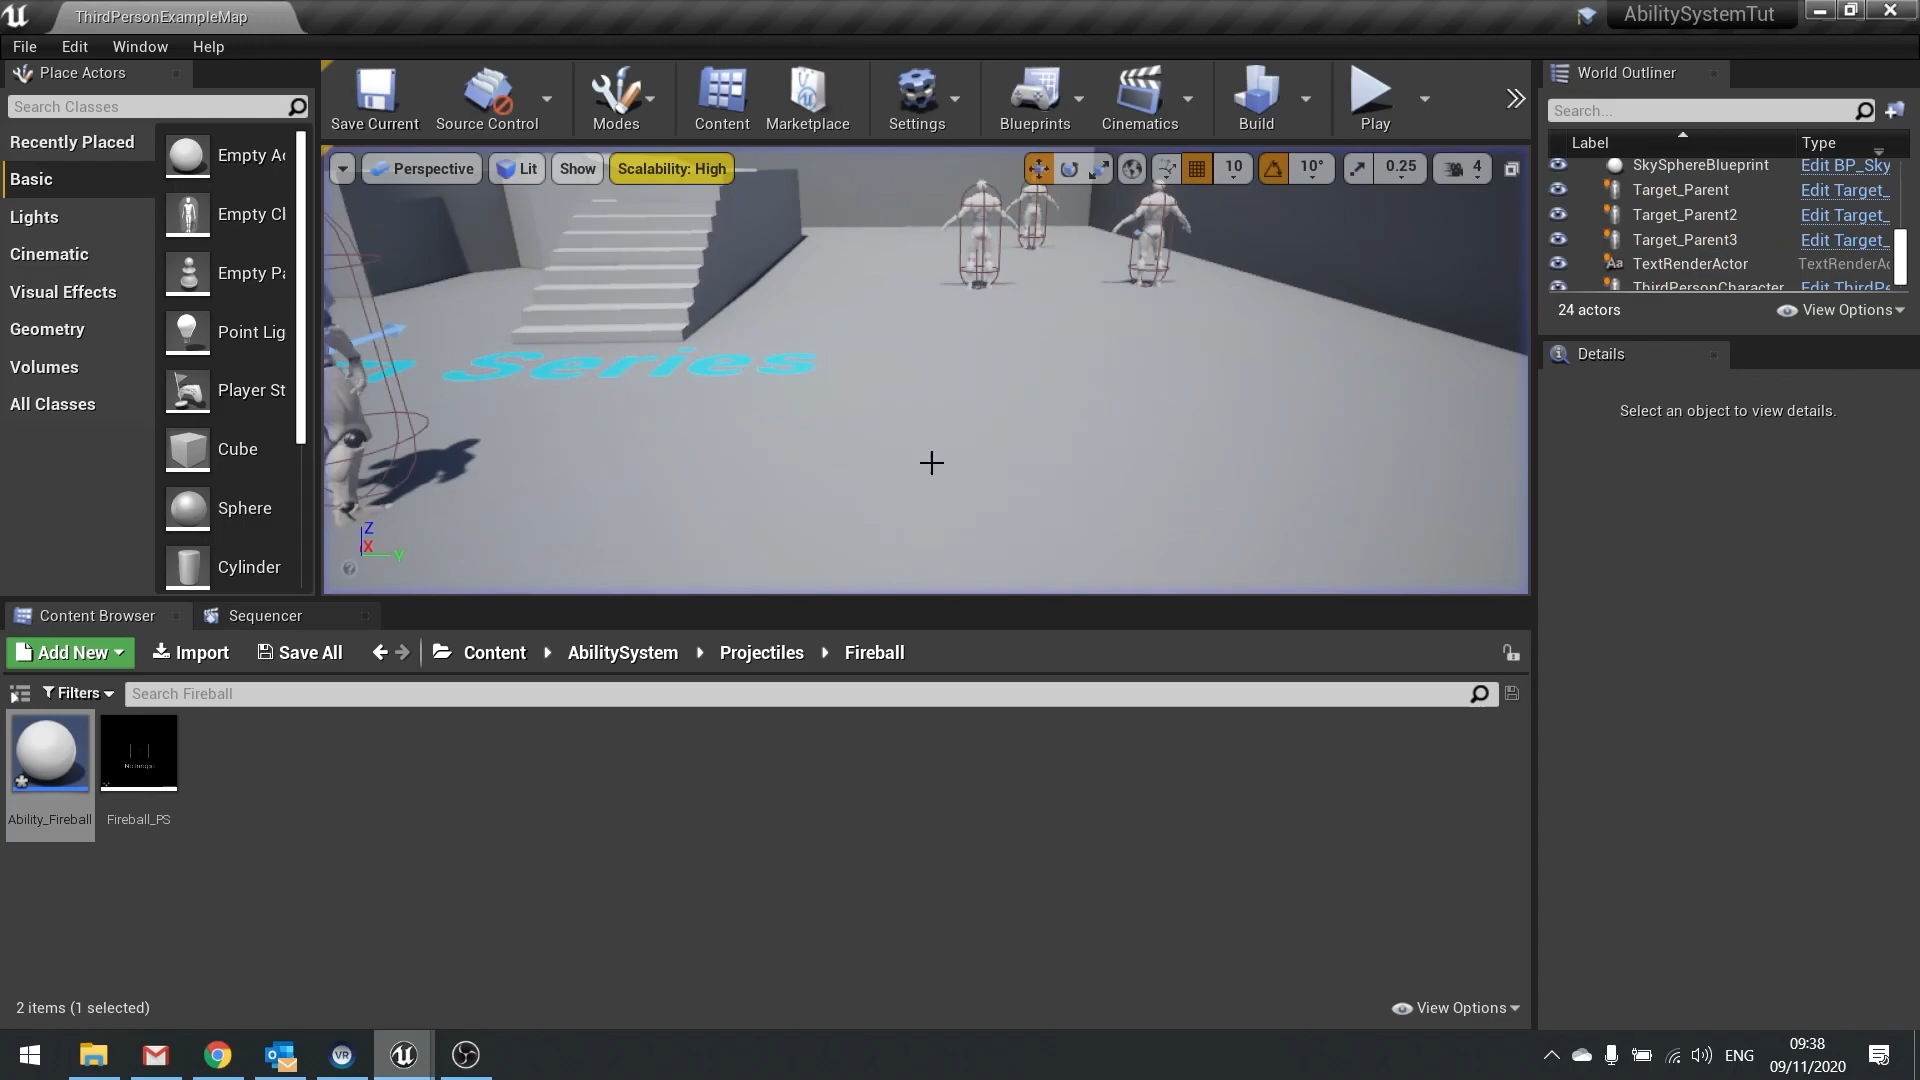 ThirdPersonExampleMap
AbilitySystemTut
File Edit Window Help
Place Actors
Search Classes
Recently Placed
Basic
Lights
Cinematic
Visual Effects
Geometry
Volumes
All Classes
Empty Ac
Empty Cl
Empty Pa
Point Lig
Player St
Cube
Sphere
Cylinder
Save Current
Source Control
Modes
Content
Marketplace
Settings
Blueprints
Cinematics
Build
Play
Perspective
Lit
Show
Scalability: High
10
10°
0.25
4
Series
Z
X
Y
World Outliner
Search...
Label Type
SkySphereBlueprint Edit BP_Sky
Target_Parent Edit Target_
Target_Parent2 Edit Target_
Target_Parent3 Edit Target_
TextRenderActor TextRenderAc
ThirdPersonCharacter Edit ThirdPe
24 actors
View Options
Details
Select an object to view details.
Content Browser
Sequencer
Add New
Import
Save All
Content AbilitySystem Projectiles Fireball
Filters
Search Fireball
No Image
Ability_Fireball
Fireball_PS
2 items (1 selected)
View Options
ENG
09:38
09/11/2020